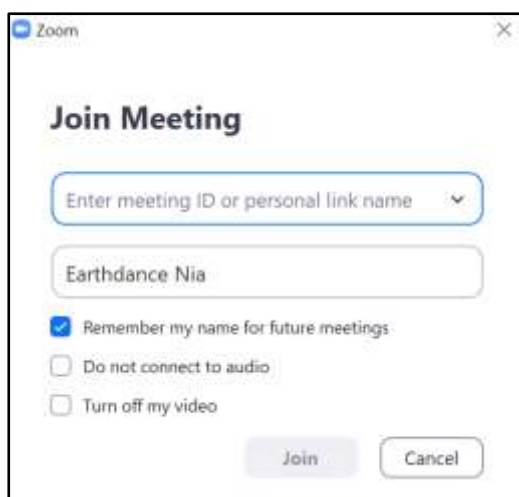 Zoom
Join Meeting
Enter meeting ID or personal link name
Earthdance Nia
Remember my name for future meetings
Do not connect to audio
Turn off my video
Join Cancel